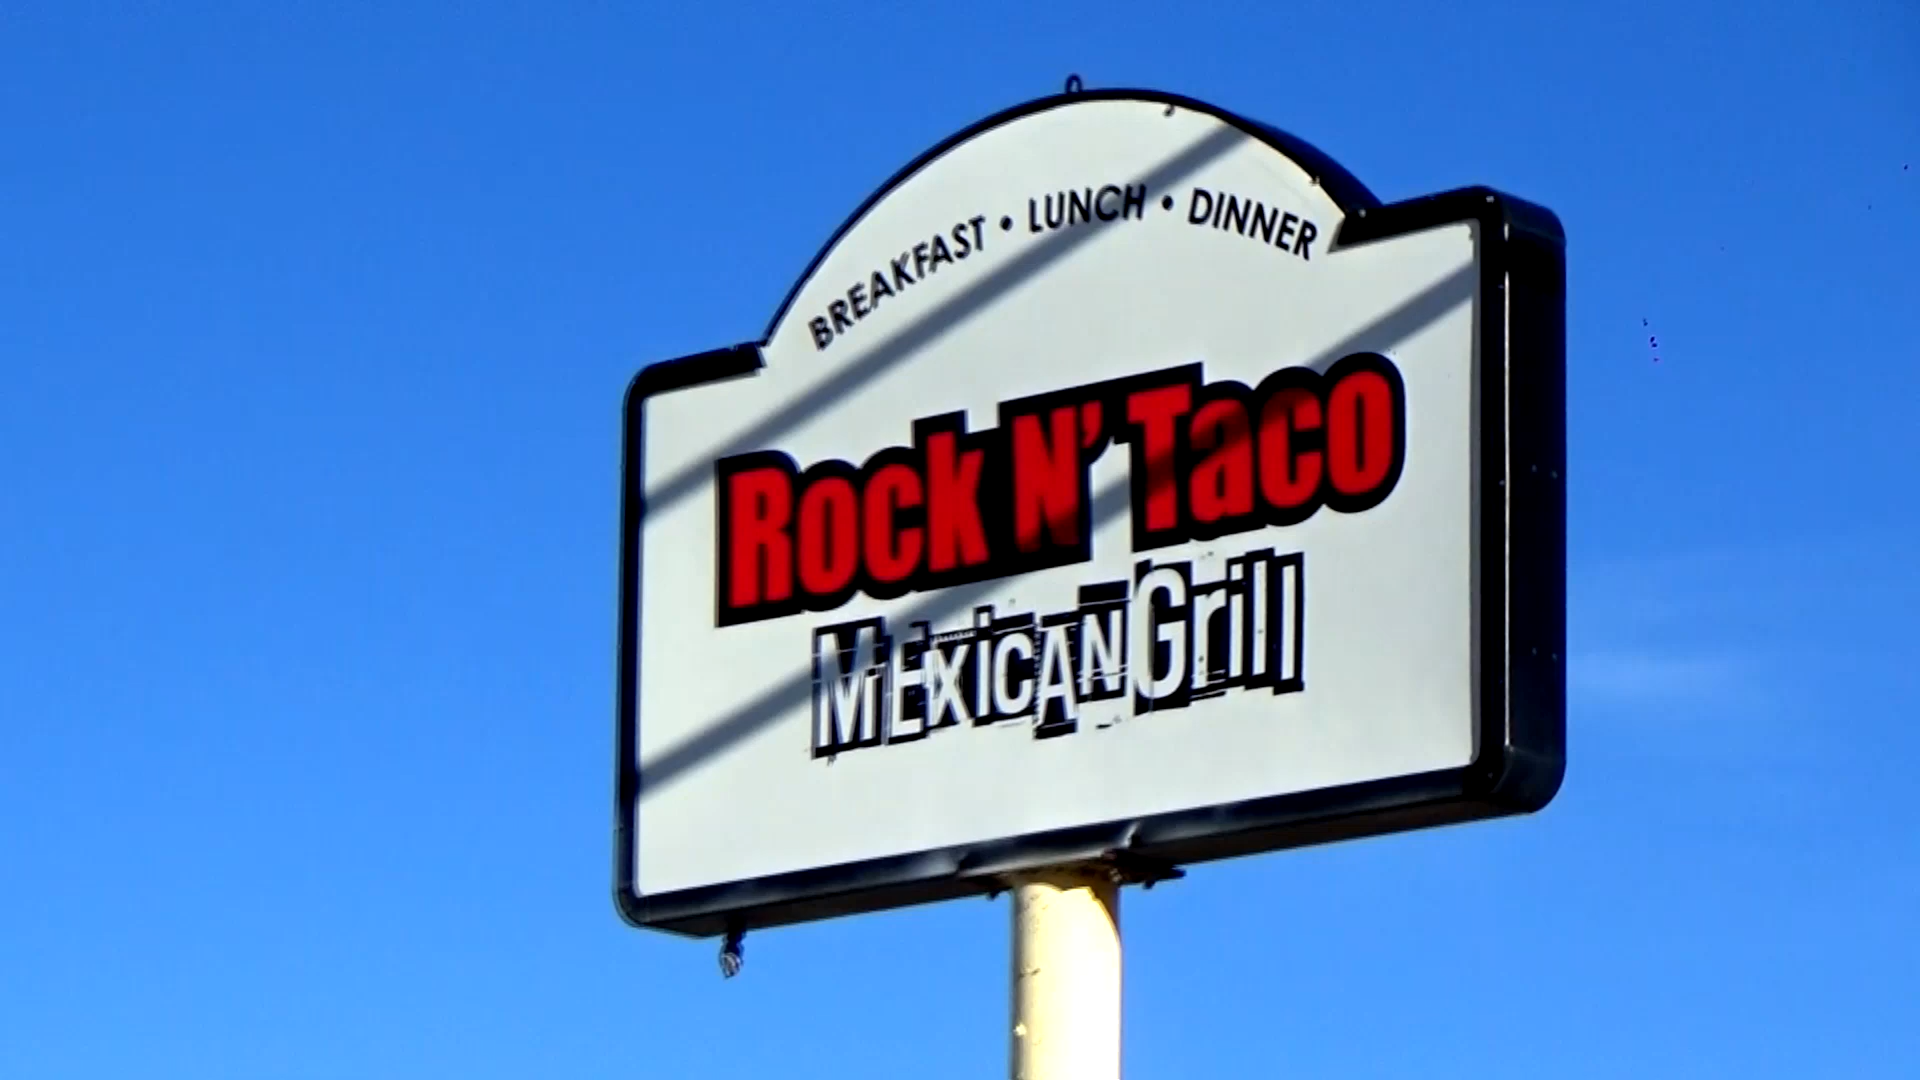 BREAKFAST • LUNCH • DINNER
Rock N' Taco
MEXICAN Grill